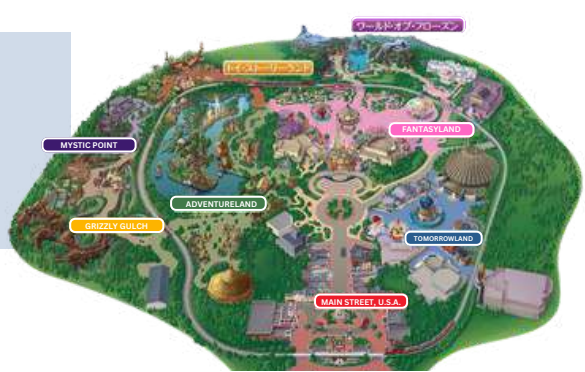 ワールド・オブ・フローズン
トイ・ストーリーランド
FANTASYLAND
MYSTIC POINT
ADVENTURELAND
GRIZZLY GULCH
TOMORROWLAND
MAIN STREET, U.S.A.